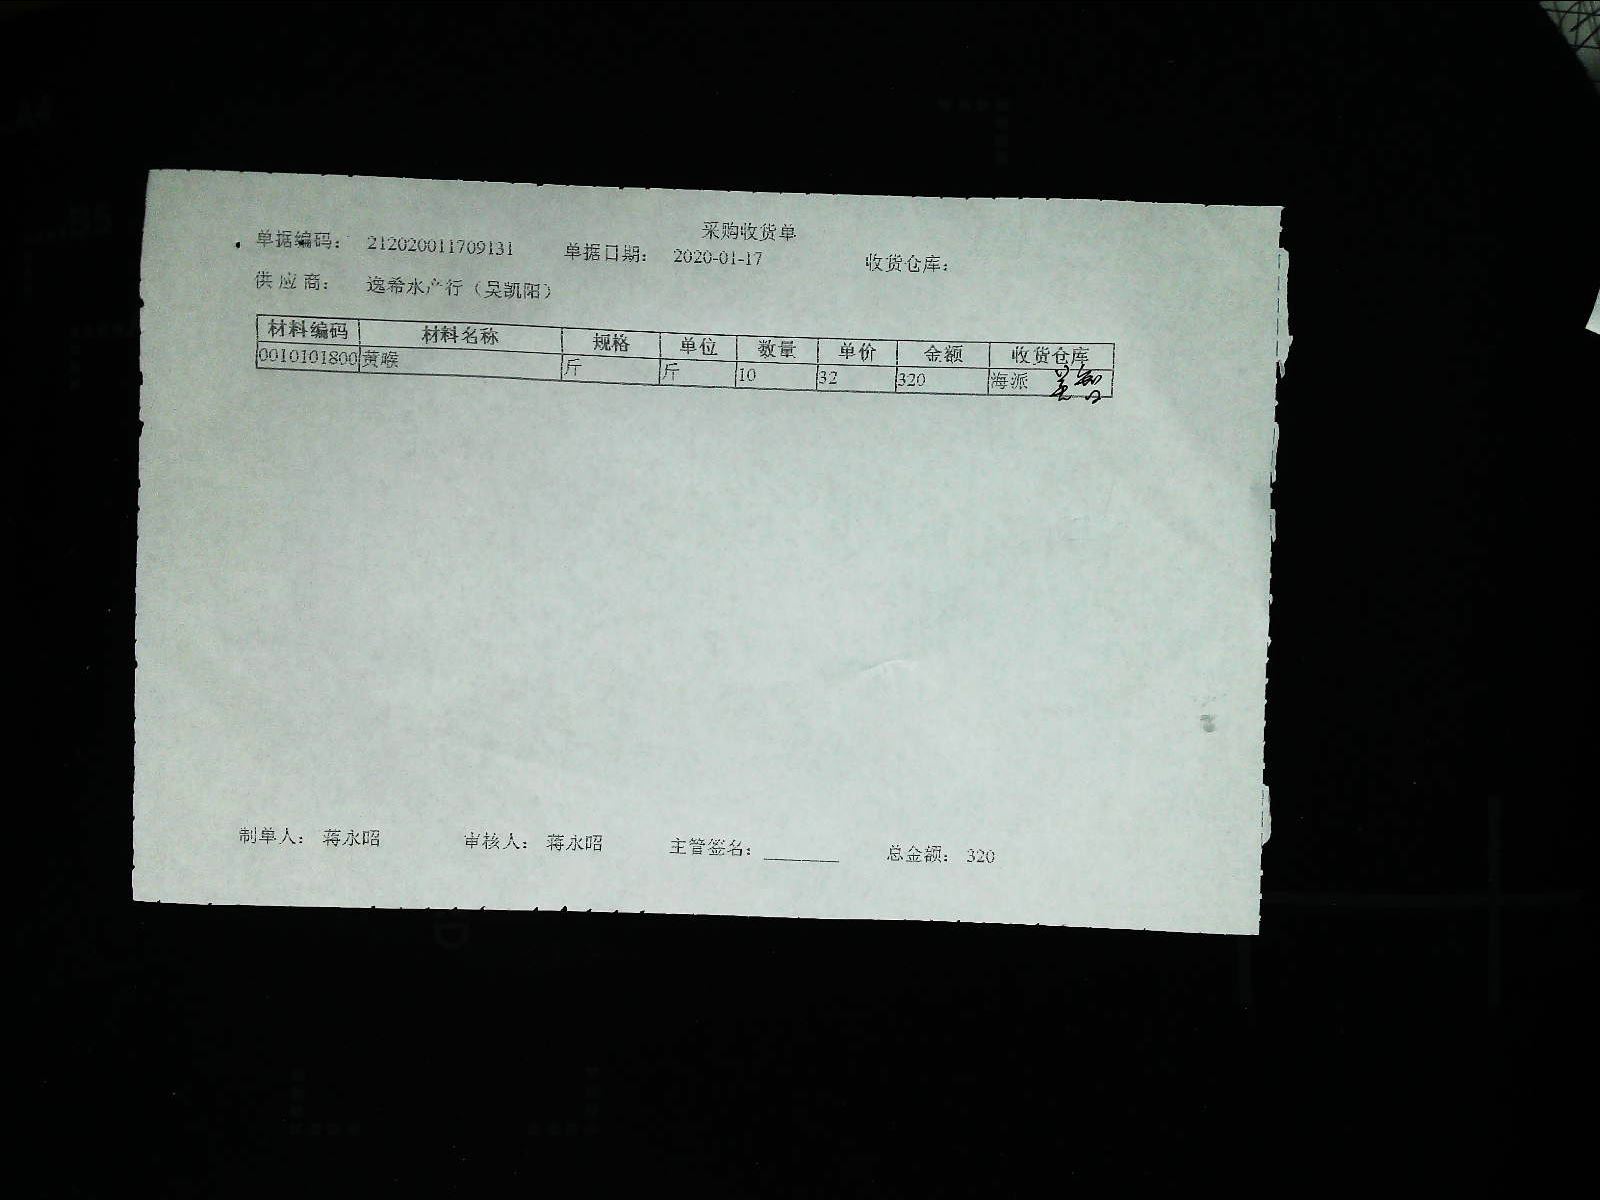 采购收货单
单据编码： 212020011709131 单据日期： 2020-01-17 收货仓库：
供应商： 逸希水产行（吴凯阳）
材料编码 材料名称 规格 单位 数量 单价 金额 收货仓库
0010101800 黄喉 斤 斤 10 32 320 海派
制单人： 蒋永昭 审核人： 蒋永昭 主管签名：________ 总金额： 320